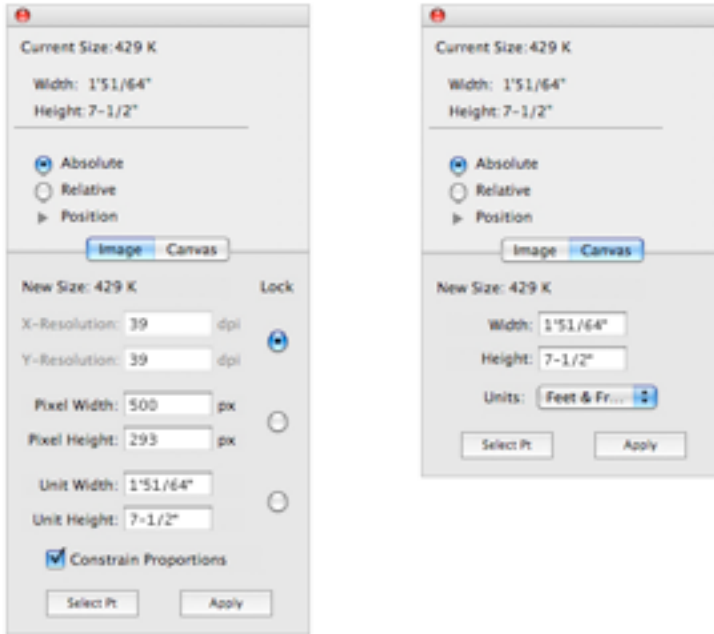 Current Size: 429 K
Width: 1'51/64"
Height: 7-1/2"
Absolute
Relative
Position
Image Canvas
New Size: 429 K Lock
X-Resolution: 39 dpi
Y-Resolution: 39 dpi
Pixel Width: 500 px
Pixel Height: 293 px
Unit Width: 1'51/64"
Unit Height: 7-1/2"
Constrain Proportions
Select Pt Apply
Current Size: 429 K
Width: 1'51/64"
Height: 7-1/2"
Absolute
Relative
Position
Image Canvas
New Size: 429 K
Width: 1'51/64"
Height: 7-1/2"
Units: Feet & Fr...
Select Pt Apply